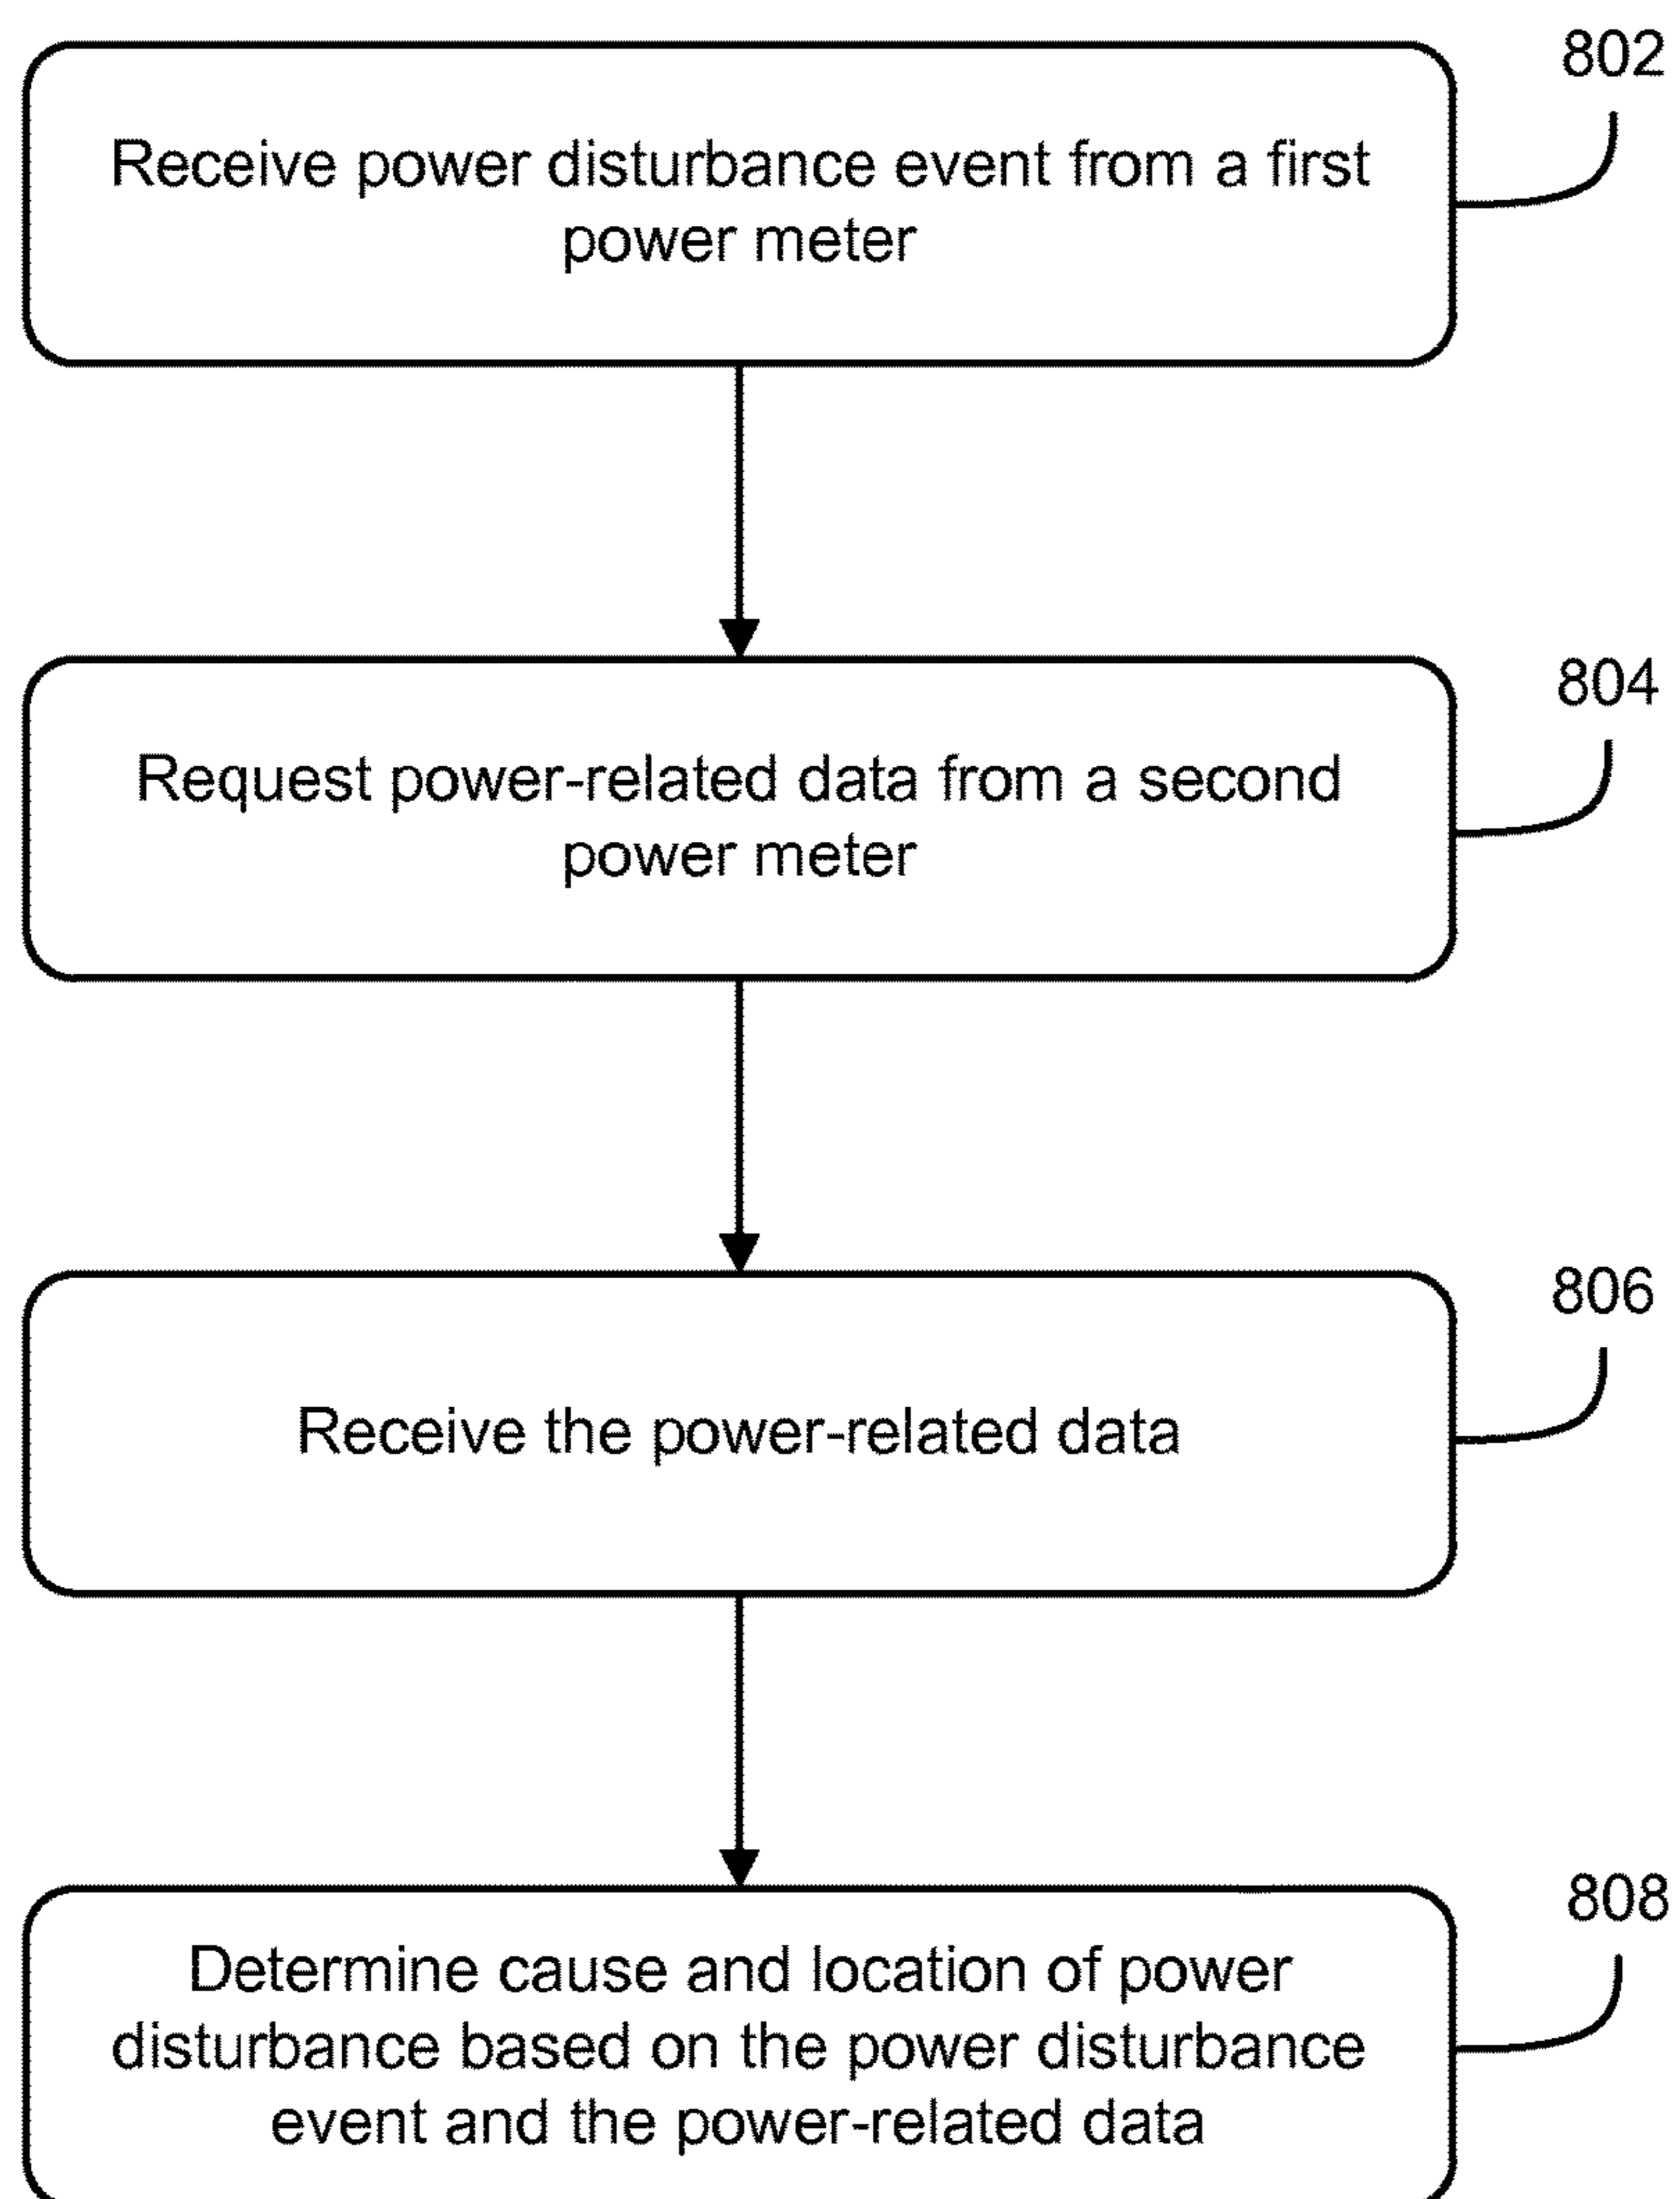 802
Receive power disturbance event from a first
power meter
804
Request power-related data from a second
power meter
806
Receive the power-related data
808
Determine cause and location of power
disturbance based on the power disturbance
event and the power-related data